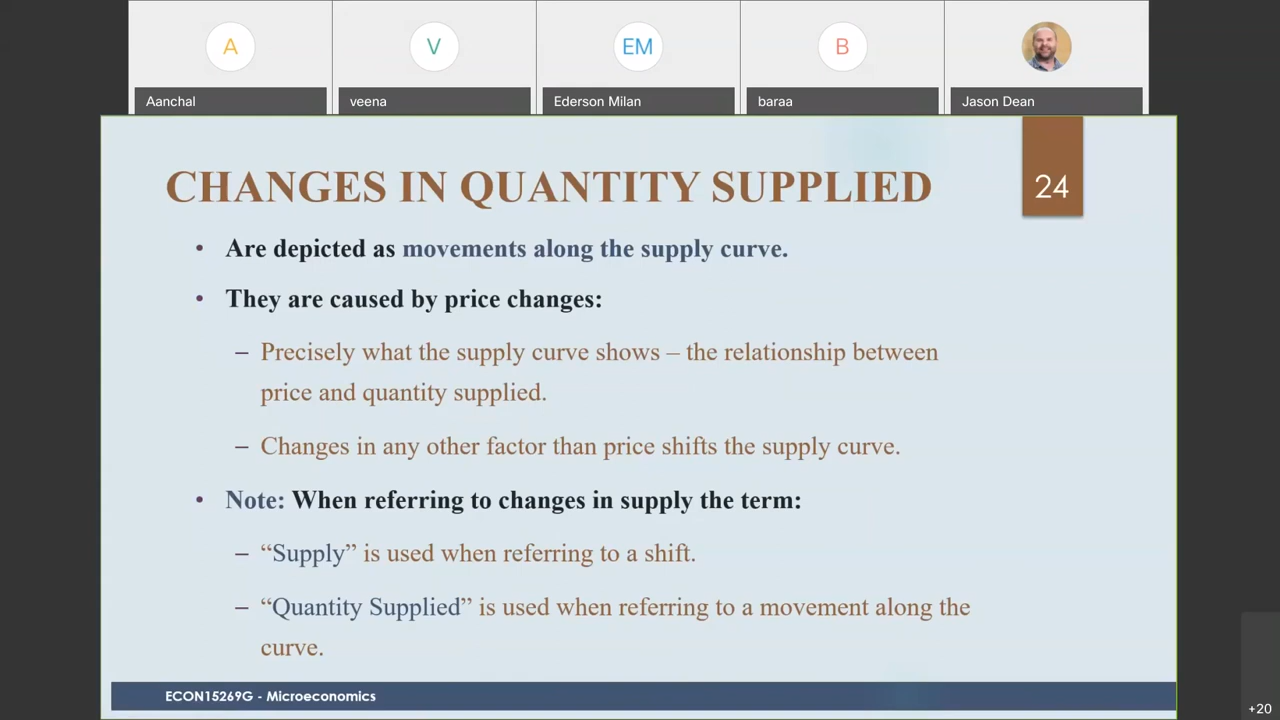 A
V
EM
B
Aanchal
veena
Ederson Milan
baraa
Jason Dean
CHANGES IN QUANTITY SUPPLIED
24
• Are depicted as movements along the supply curve.
• They are caused by price changes:
– Precisely what the supply curve shows – the relationship between
price and quantity supplied.
– Changes in any other factor than price shifts the supply curve.
• Note: When referring to changes in supply the term:
– “Supply” is used when referring to a shift.
– “Quantity Supplied” is used when referring to a movement along the
curve.
ECON15269G - Microeconomics
+20